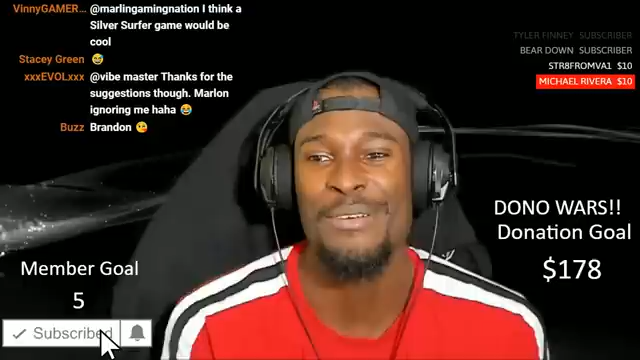 VinnyGAMER... @marlingamingnation I think a
Silver Surfer game would be
cool
Stacey Green 😅
xxxEVOLxxx @vibe master Thanks for the
suggestions though. Marlon
ignoring me haha 😂
Buzz Brandon 😘
TYLER FINNEY SUBSCRIBER
BEAR DOWN SUBSCRIBER
STR8FROMVA1 $10
MICHAEL RIVERA $10
DONO WARS!!
Donation Goal
$178
Member Goal
5
Subscribed